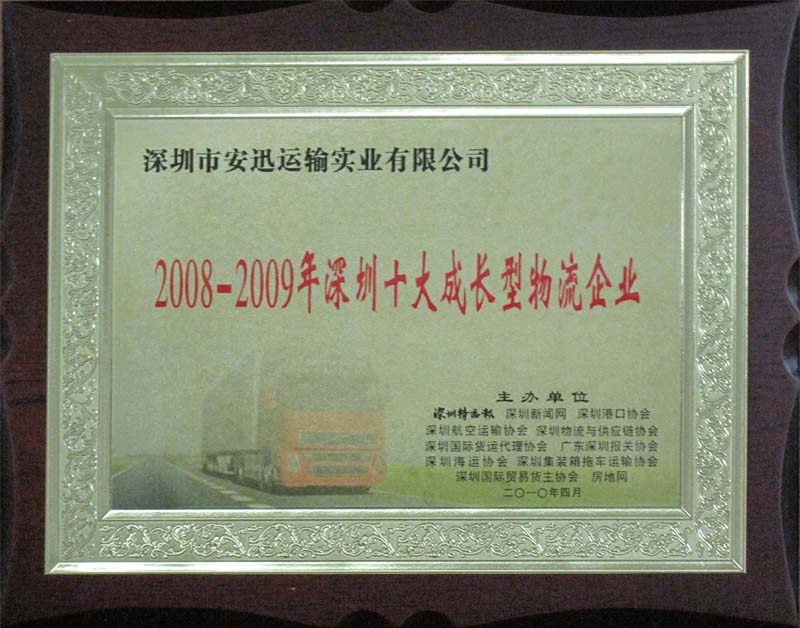 深圳市安迅运输实业有限公司
2008-2009年深圳十大成长型物流企业
主办单位
深圳特区报 深圳新闻网 深圳港口协会
深圳航空运输协会 深圳物流与供应链协会
深圳国际货运代理协会 广东深圳报关协会
深圳海运协会 深圳集装箱拖车运输协会
深圳国际贸易货主协会 房地网
二〇一〇年四月